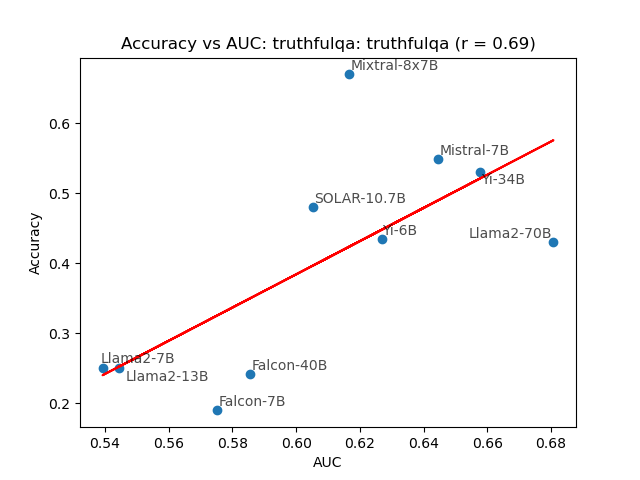 Accuracy vs AUC: truthfulqa: truthfulqa (r = 0.69)
Mixtral-8x7B
0.6
Mistral-7B
Yi-34B
0.5
SOLAR-10.7B
Yi-6B
Llama2-70B
Accuracy
0.4
0.3
Llama2-7B
Falcon-40B
Llama2-13B
Falcon-7B
0.2
0.54 0.56 0.58 0.60 0.62 0.64 0.66 0.68
AUC